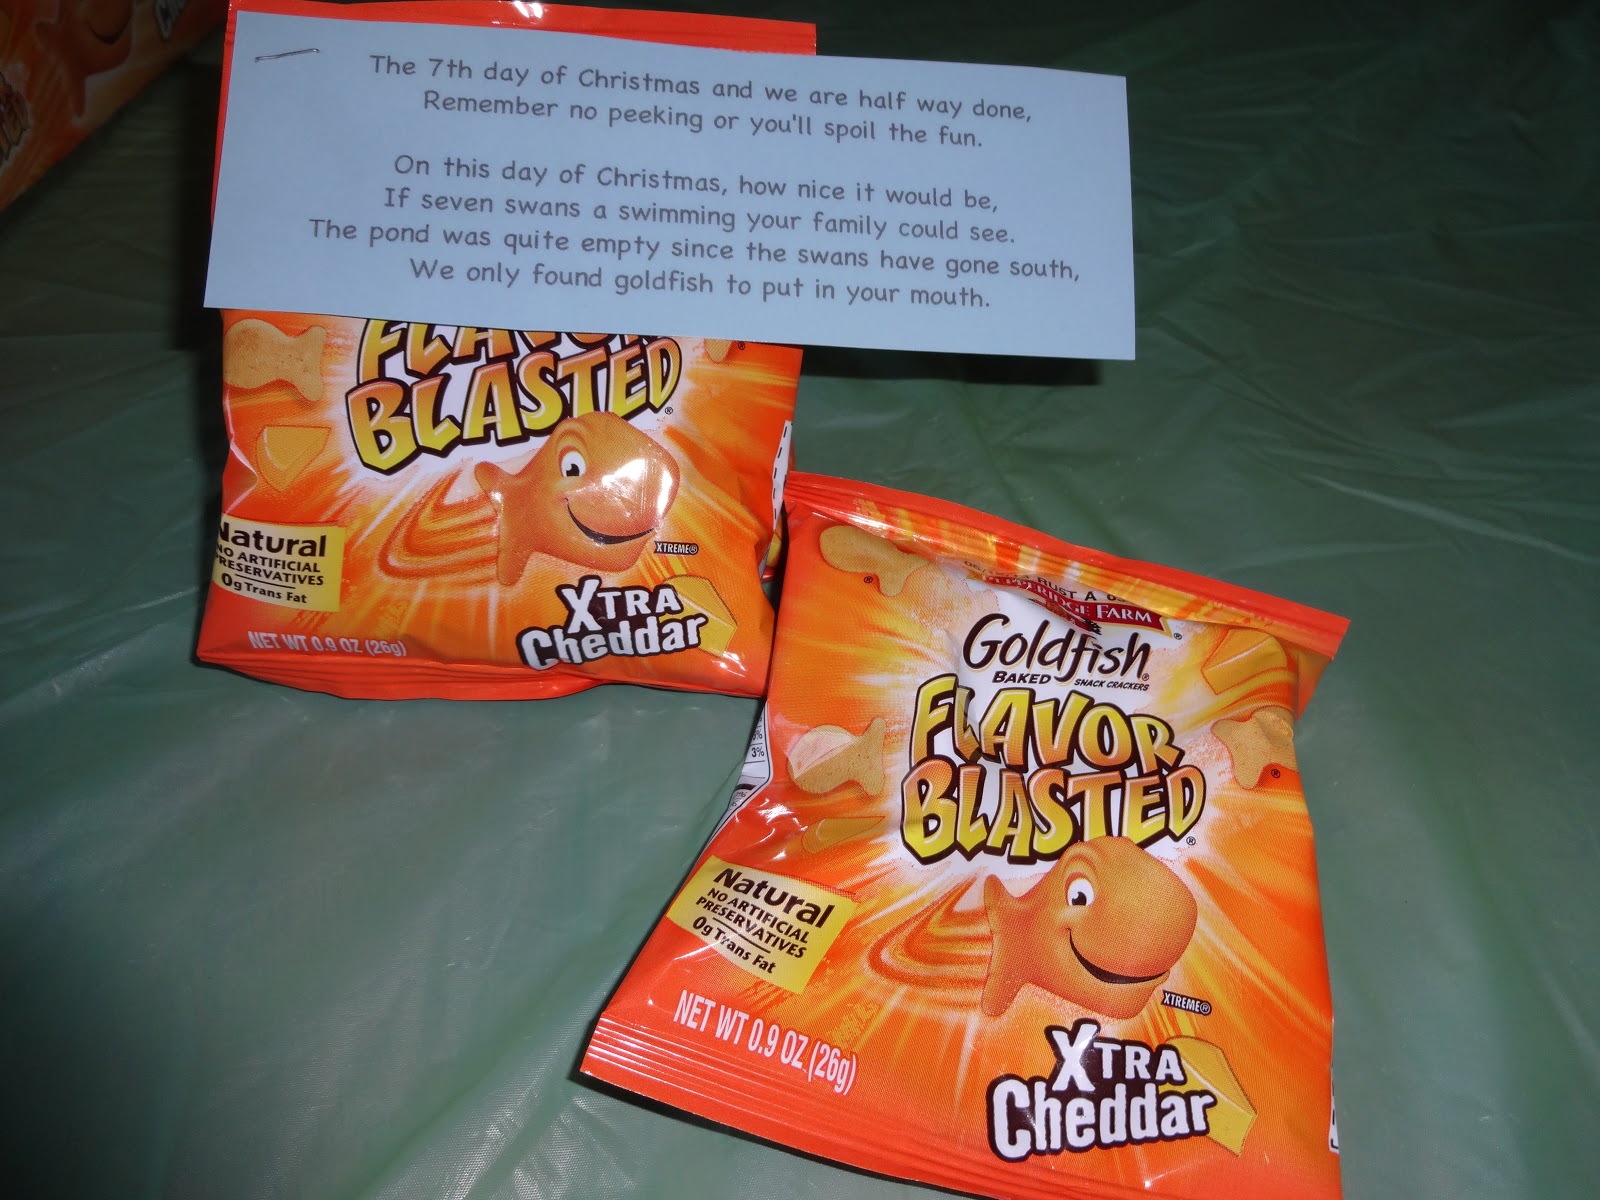 The 7th day of Christmas and we are half way done,
Remember no peeking or you'll spoil the fun.
On this day of Christmas, how nice it would be,
If seven swans a swimming your family could see.
The pond was quite empty since the swans have gone south,
We only found goldfish to put in your mouth.
FLAVOR
BLASTED®
Natural
NO ARTIFICIAL
PRESERVATIVES
0g Trans Fat
XTREME®
XTRA
Cheddar
NET WT 0.9 OZ (26g)
PEPPERIDGE FARM
Goldfish®
BAKED SNACK CRACKERS
FLAVOR
BLASTED®
Natural
NO ARTIFICIAL
PRESERVATIVES
0g Trans Fat
XTREME®
NET WT 0.9 OZ (26g)
XTRA
Cheddar
3%